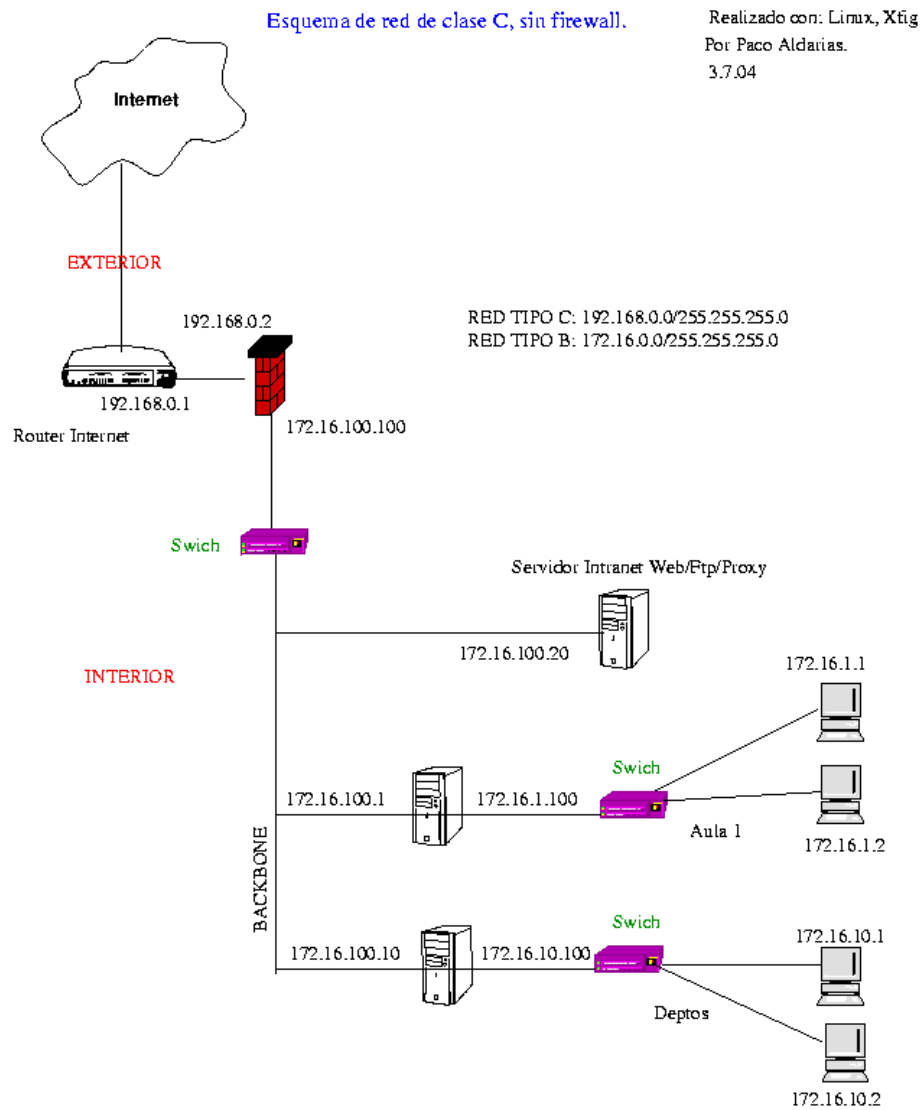 Esquema de red de clase C, sin firewall.
Realizado con: Linux, Xfig
Por Paco Aldarias.
3.7.04
Internet
EXTERIOR
192.168.0.2
RED TIPO C: 192.168.0.0/255.255.255.0
RED TIPO B: 172.16.0.0/255.255.255.0
192.168.0.1
Router Internet
172.16.100.100
Swich
Servidor Intranet Web/Ftp/Proxy
172.16.100.20
INTERIOR
172.16.1.1
Swich
172.16.100.1
172.16.1.100
Aula 1
172.16.1.2
BACKBONE
Swich
172.16.100.10
172.16.10.100
172.16.10.1
Deptos
172.16.10.2